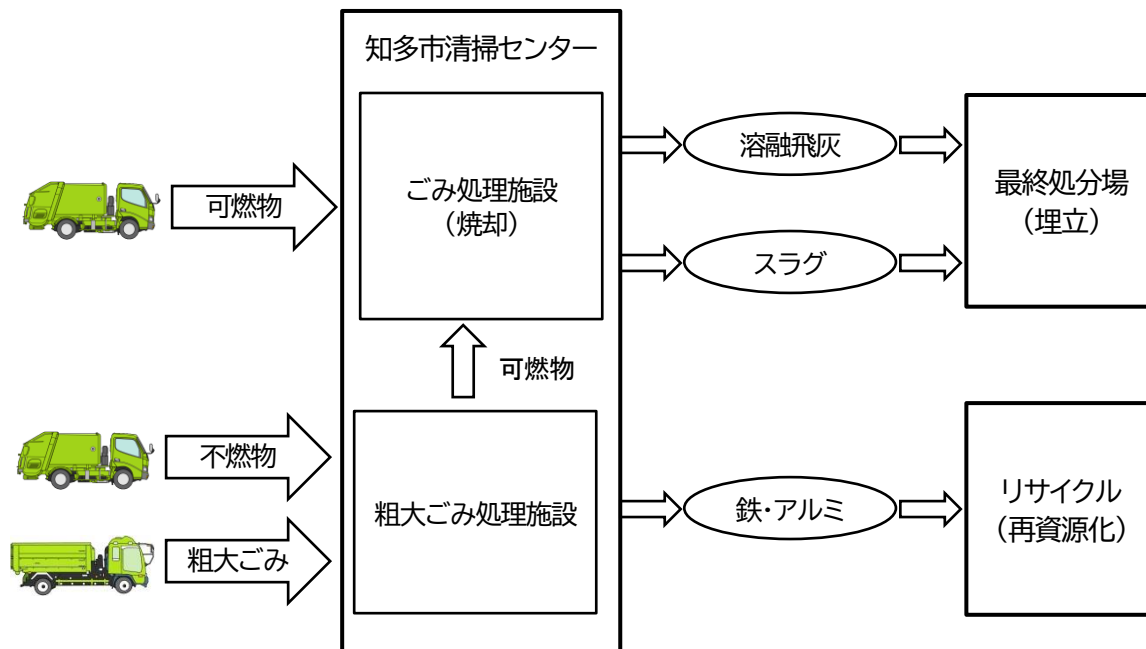 知多市清掃センター
可燃物
ごみ処理施設
（焼却）
溶融飛灰
スラグ
最終処分場
（埋立）
可燃物
不燃物
粗大ごみ
粗大ごみ処理施設
鉄・アルミ
リサイクル
（再資源化）